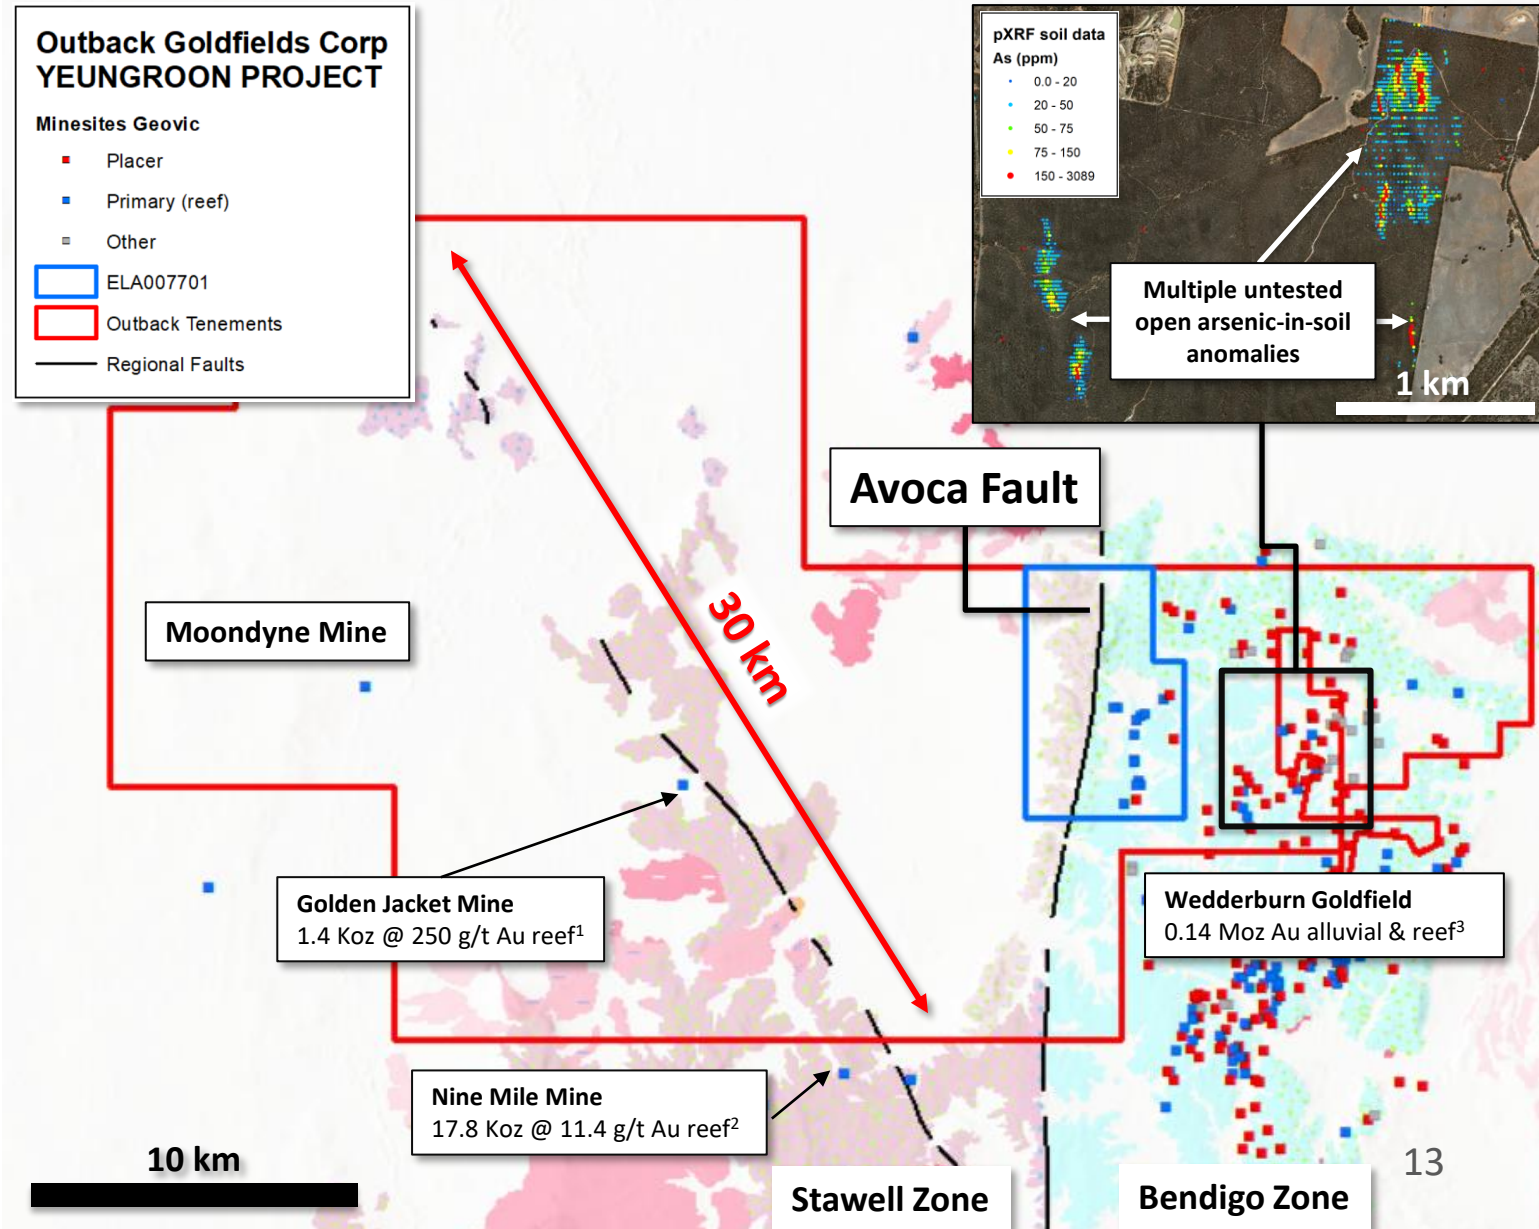 Outback Goldfields Corp
YEUNGROON PROJECT
Minesites Geovic
Placer
Primary (reef)
Other
ELA007701
Outback Tenements
Regional Faults
pXRF soil data
As (ppm)
0.0 - 20
20 - 50
50 - 75
75 - 150
150 - 3089
Multiple untested
open arsenic-in-soil
anomalies
1 km
Avoca Fault
30 km
Moondyne Mine
Golden Jacket Mine
1.4 Koz @ 250 g/t Au reef¹
Wedderburn Goldfield
0.14 Moz Au alluvial & reef³
Nine Mile Mine
17.8 Koz @ 11.4 g/t Au reef²
10 km
Stawell Zone
Bendigo Zone
13